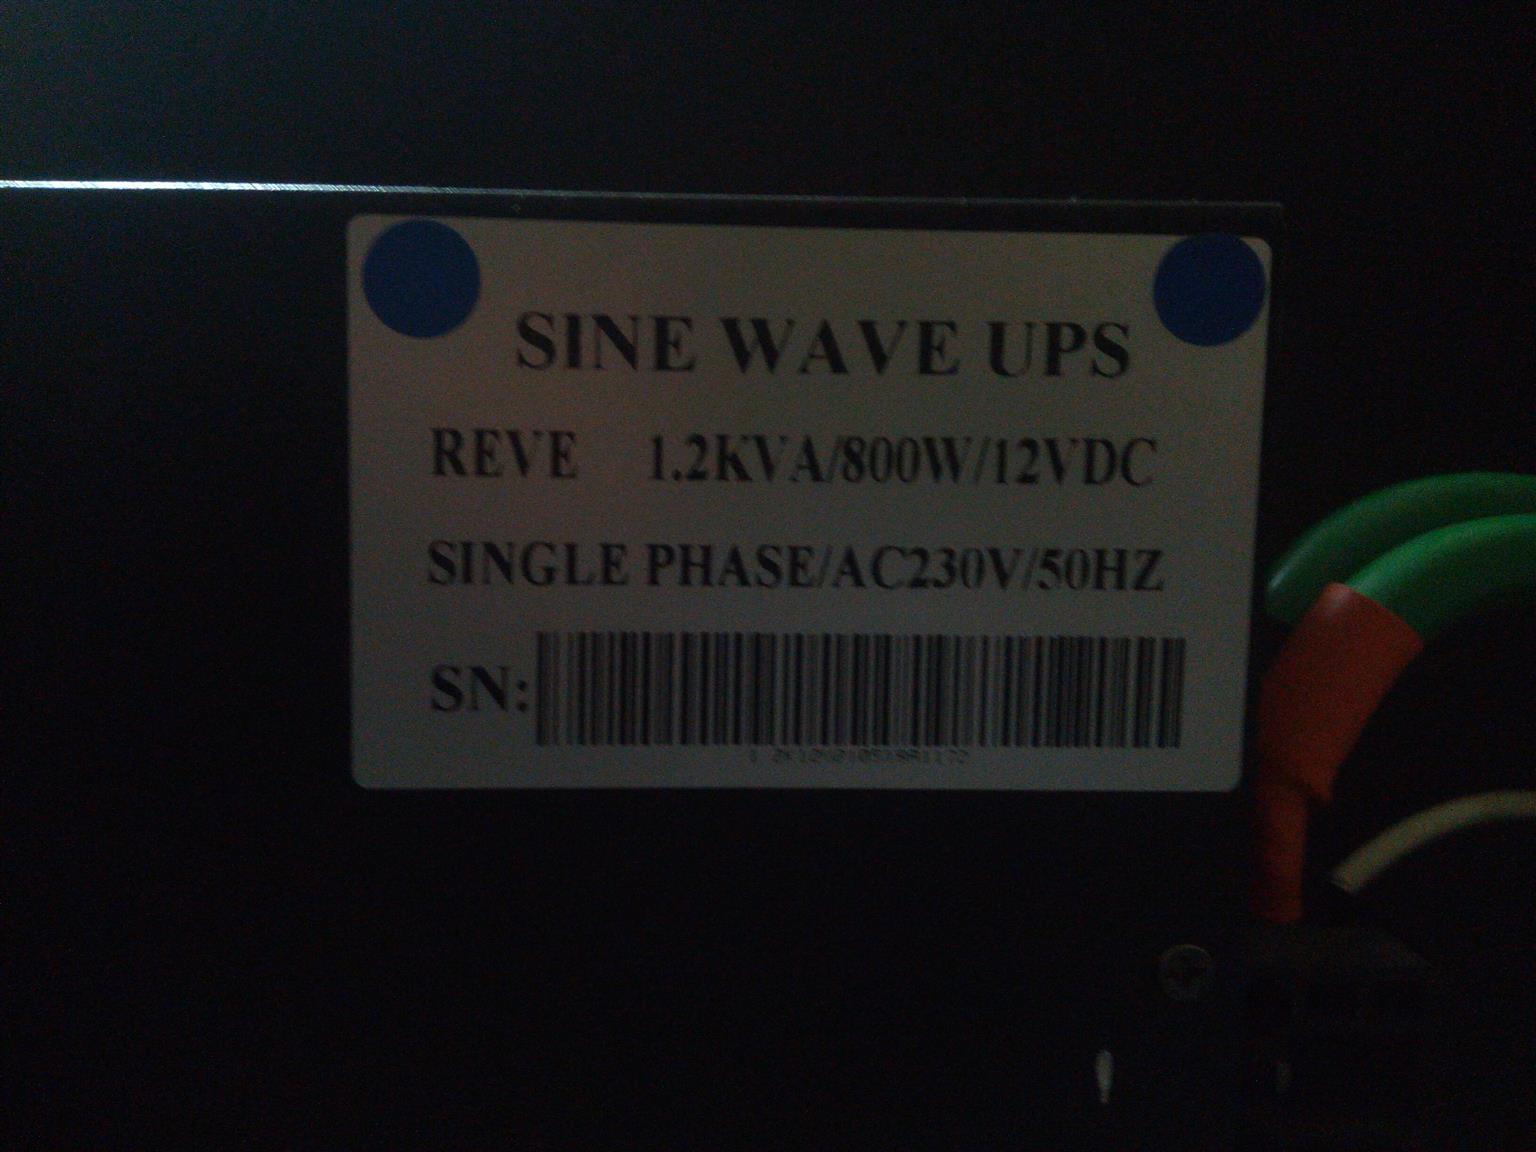 SINE WAVE UPS
REVE 1.2KVA/800W/12VDC
SINGLE PHASE/AC230V/50HZ
SN: